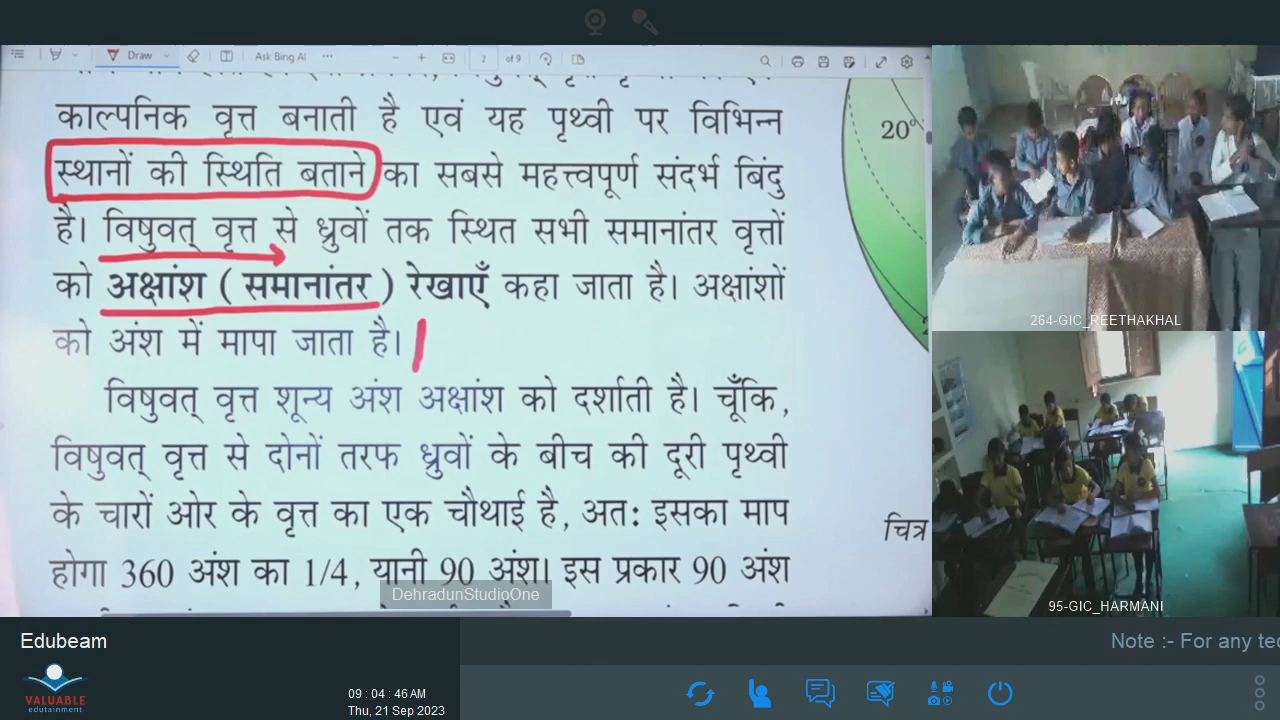 Draw
Ask Bing AI
7
of 9
काल्पनिक वृत्त बनाती है एवं यह पृथ्वी पर विभिन्न
स्थानों की स्थिति बताने का सबसे महत्त्वपूर्ण संदर्भ बिंदु
है। विषुवत् वृत्त से ध्रुवों तक स्थित सभी समानांतर वृत्तों
को अक्षांश ( समानांतर ) रेखाएँ कहा जाता है। अक्षांशों
को अंश में मापा जाता है।
विषुवत् वृत्त शून्य अंश अक्षांश को दर्शाती है। चूँकि,
विषुवत् वृत्त से दोनों तरफ ध्रुवों के बीच की दूरी पृथ्वी
के चारों ओर के वृत्त का एक चौथाई है, अतः इसका माप
होगा 360 अंश का 1/4, यानी 90 अंश। इस प्रकार 90 अंश
20°
चित्र
DehradunStudioOne
264-GIC_REETHAKHAL
95-GIC_HARMANI
Edubeam
VALUABLE
edutainment
09 : 04 : 46 AM
Thu, 21 Sep 2023
Note :- For any tec